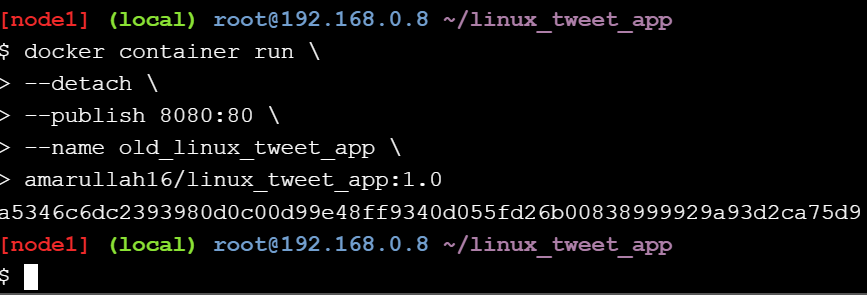 [node1] (local) root@192.168.0.8 ~/linux_tweet_app
$ docker container run \
> --detach \
> --publish 8080:80 \
> --name old_linux_tweet_app \
> amarullah16/linux_tweet_app:1.0
a5346c6dc2393980d0c00d99e48ff9340d055fd26b00838999929a93d2ca75d9
[node1] (local) root@192.168.0.8 ~/linux_tweet_app
$